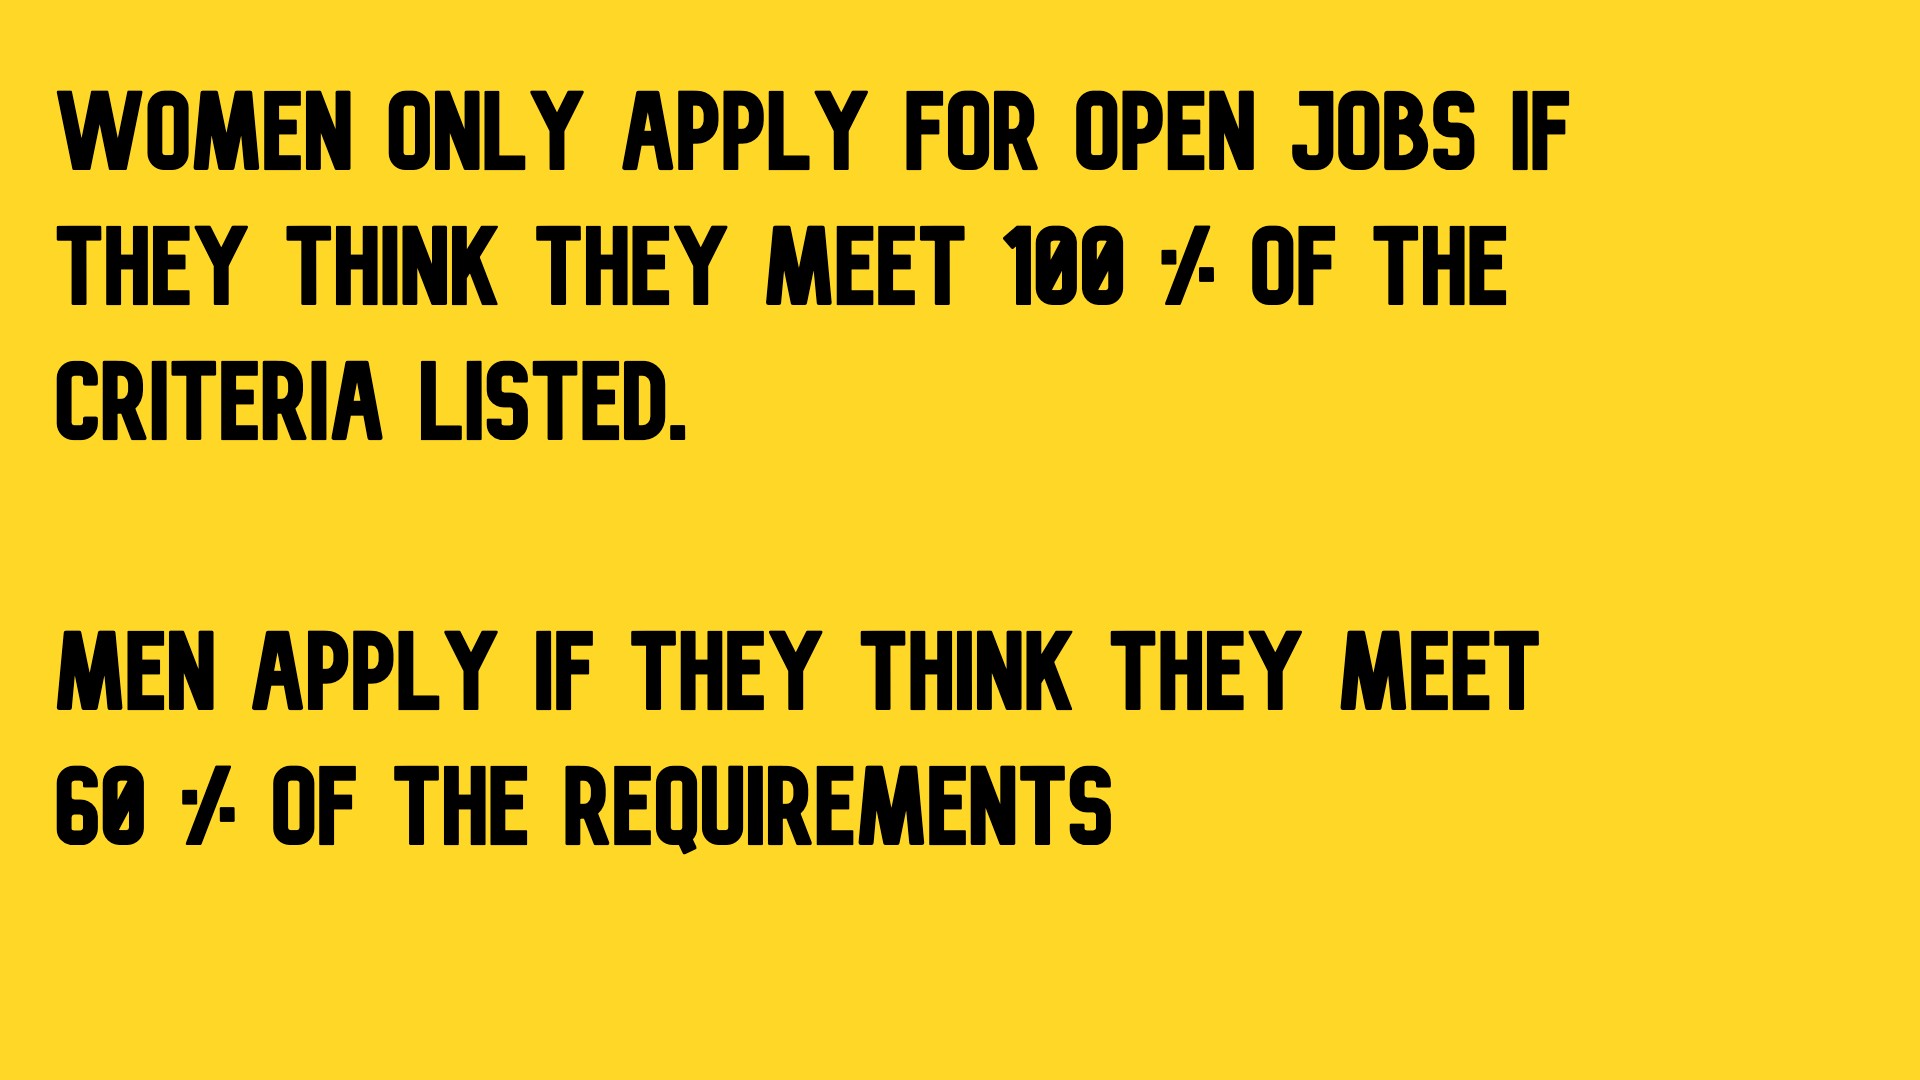 WOMEN ONLY APPLY FOR OPEN JOBS IF
THEY THINK THEY MEET 100 % OF THE
CRITERIA LISTED.
MEN APPLY IF THEY THINK THEY MEET
60 % OF THE REQUIREMENTS